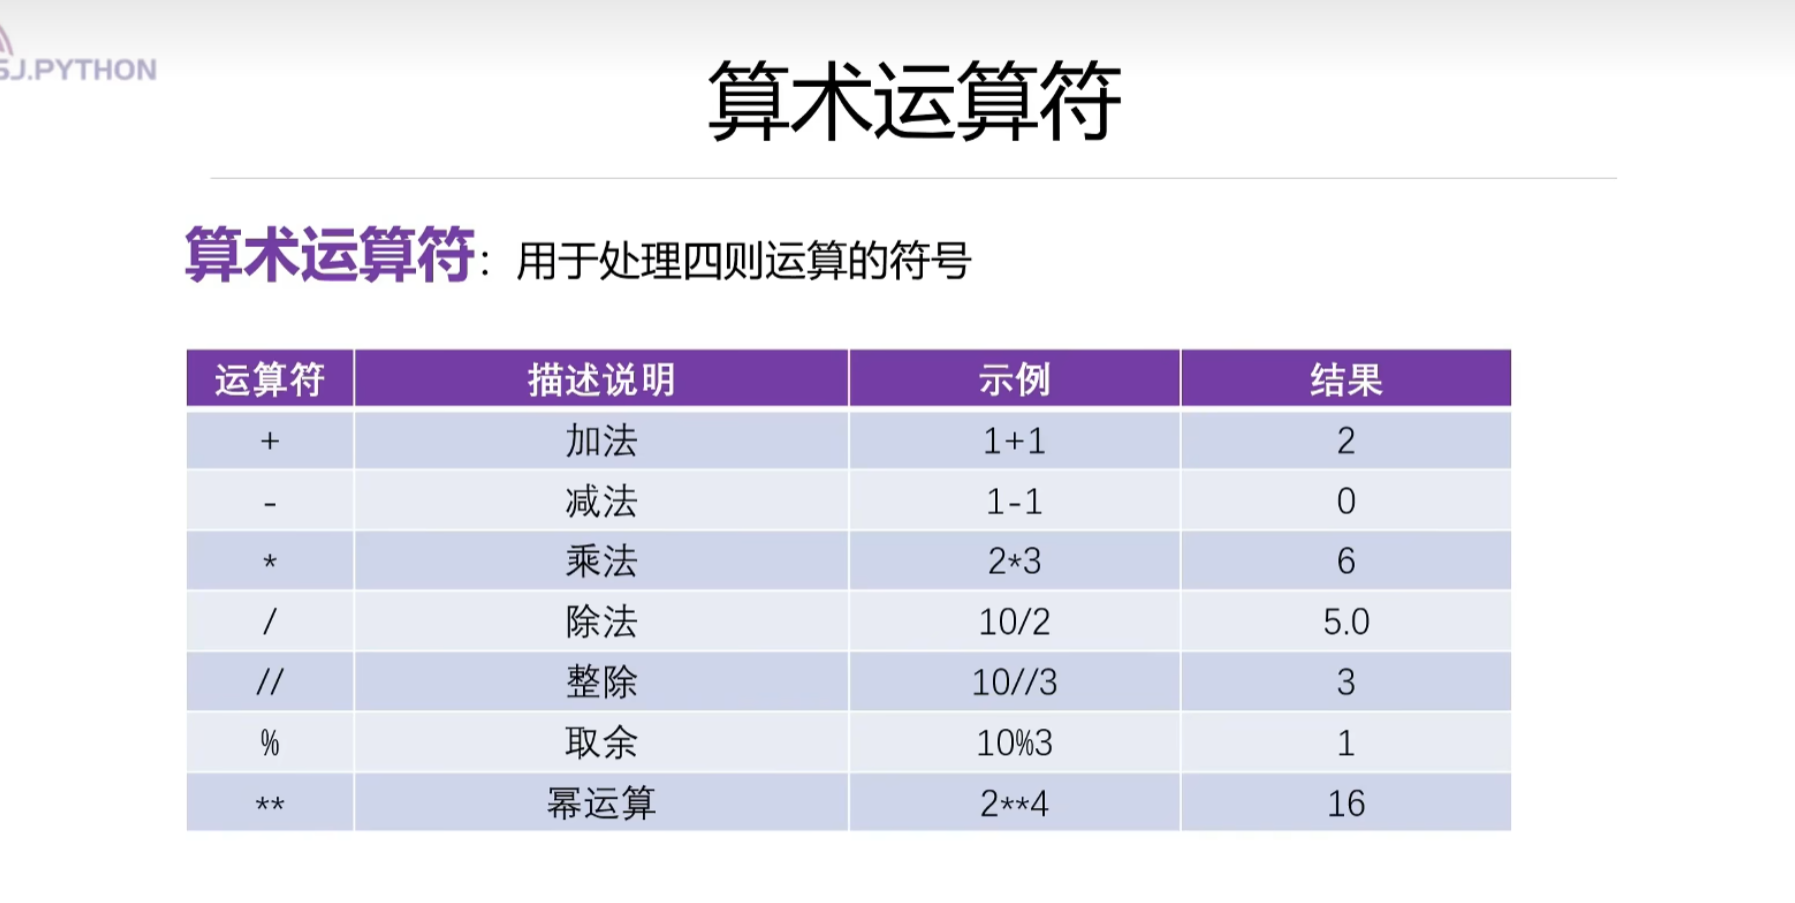 SJ.PYTHON
算术运算符
算术运算符：用于处理四则运算的符号
运算符 描述说明 示例 结果
+ 加法 1+1 2
- 减法 1-1 0
* 乘法 2*3 6
/ 除法 10/2 5.0
// 整除 10//3 3
% 取余 10%3 1
** 幂运算 2**4 16